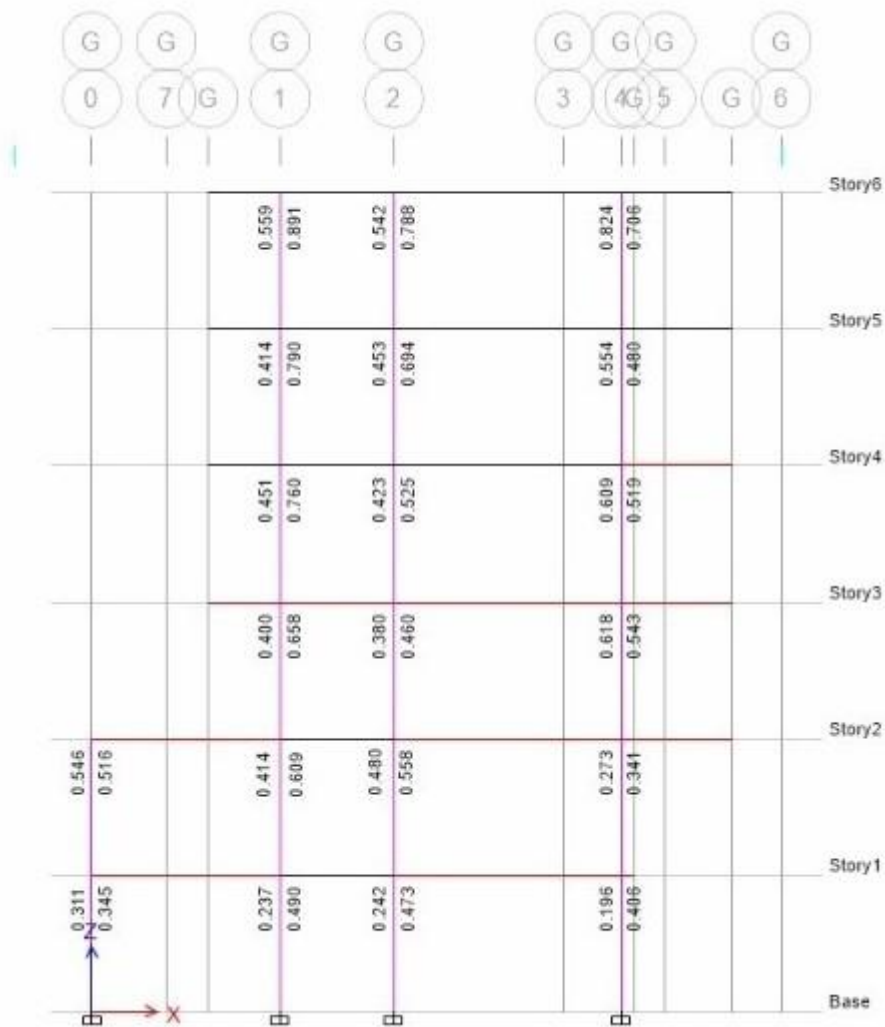 G G G G G G G G
0 7 G 1 2 3 4 G 5 G 6
Story6
0.559 0.891 0.542 0.788 0.824 0.706
Story5
0.414 0.790 0.453 0.694 0.554 0.480
Story4
0.451 0.760 0.423 0.525 0.609 0.519
Story3
0.400 0.658 0.380 0.460 0.618 0.543
Story2
0.546 0.516 0.414 0.609 0.480 0.558 0.273 0.341
Story1
0.311 0.345 0.237 0.490 0.242 0.473 0.196 0.406
Z
X
Base